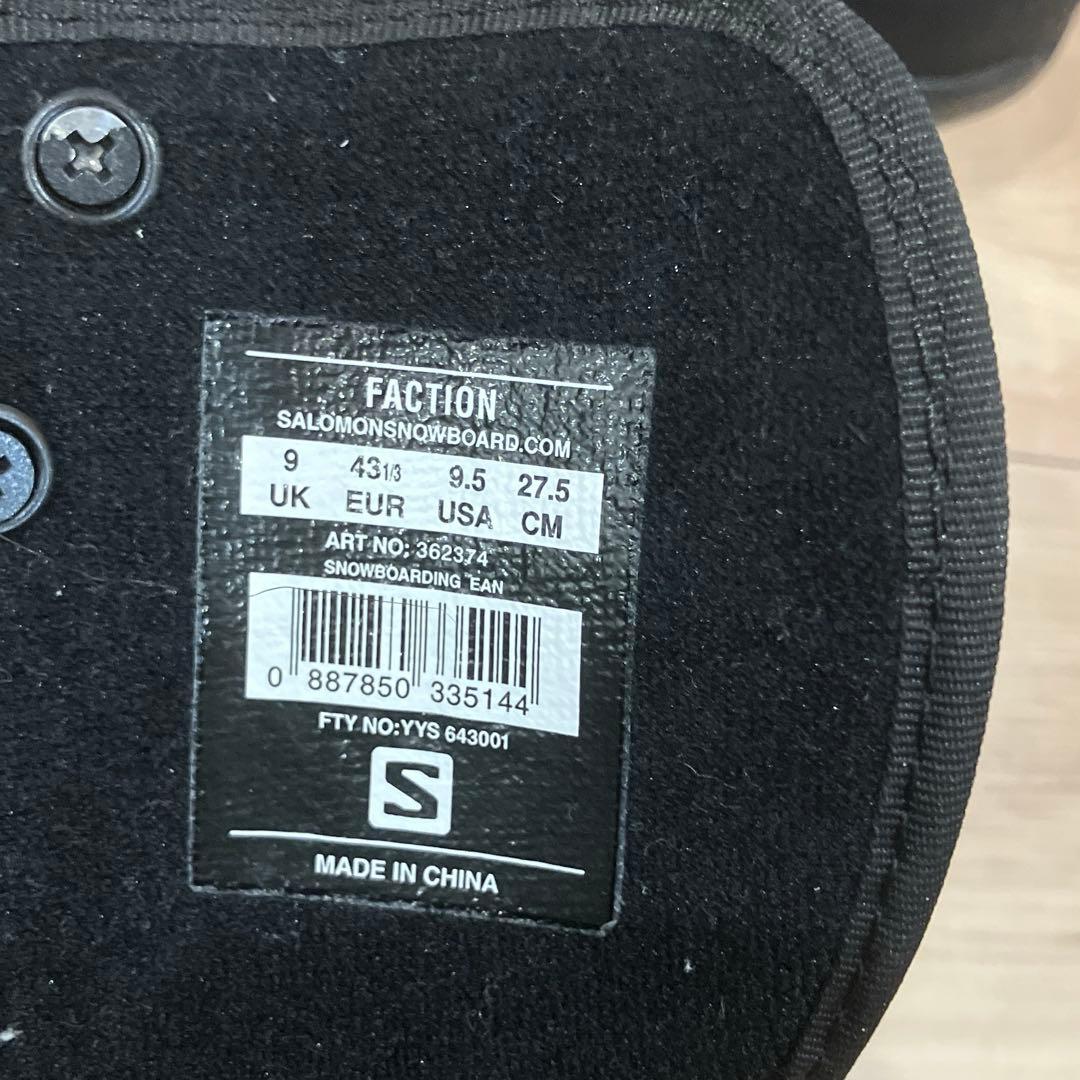 FACTION
SALOMONSNOWBOARD.COM
9 43 1/3 9.5 27.5
UK EUR USA CM
ART NO: 362374
SNOWBOARDING EAN
0 887850 335144
FTY NO:YYS 643001
S
MADE IN CHINA